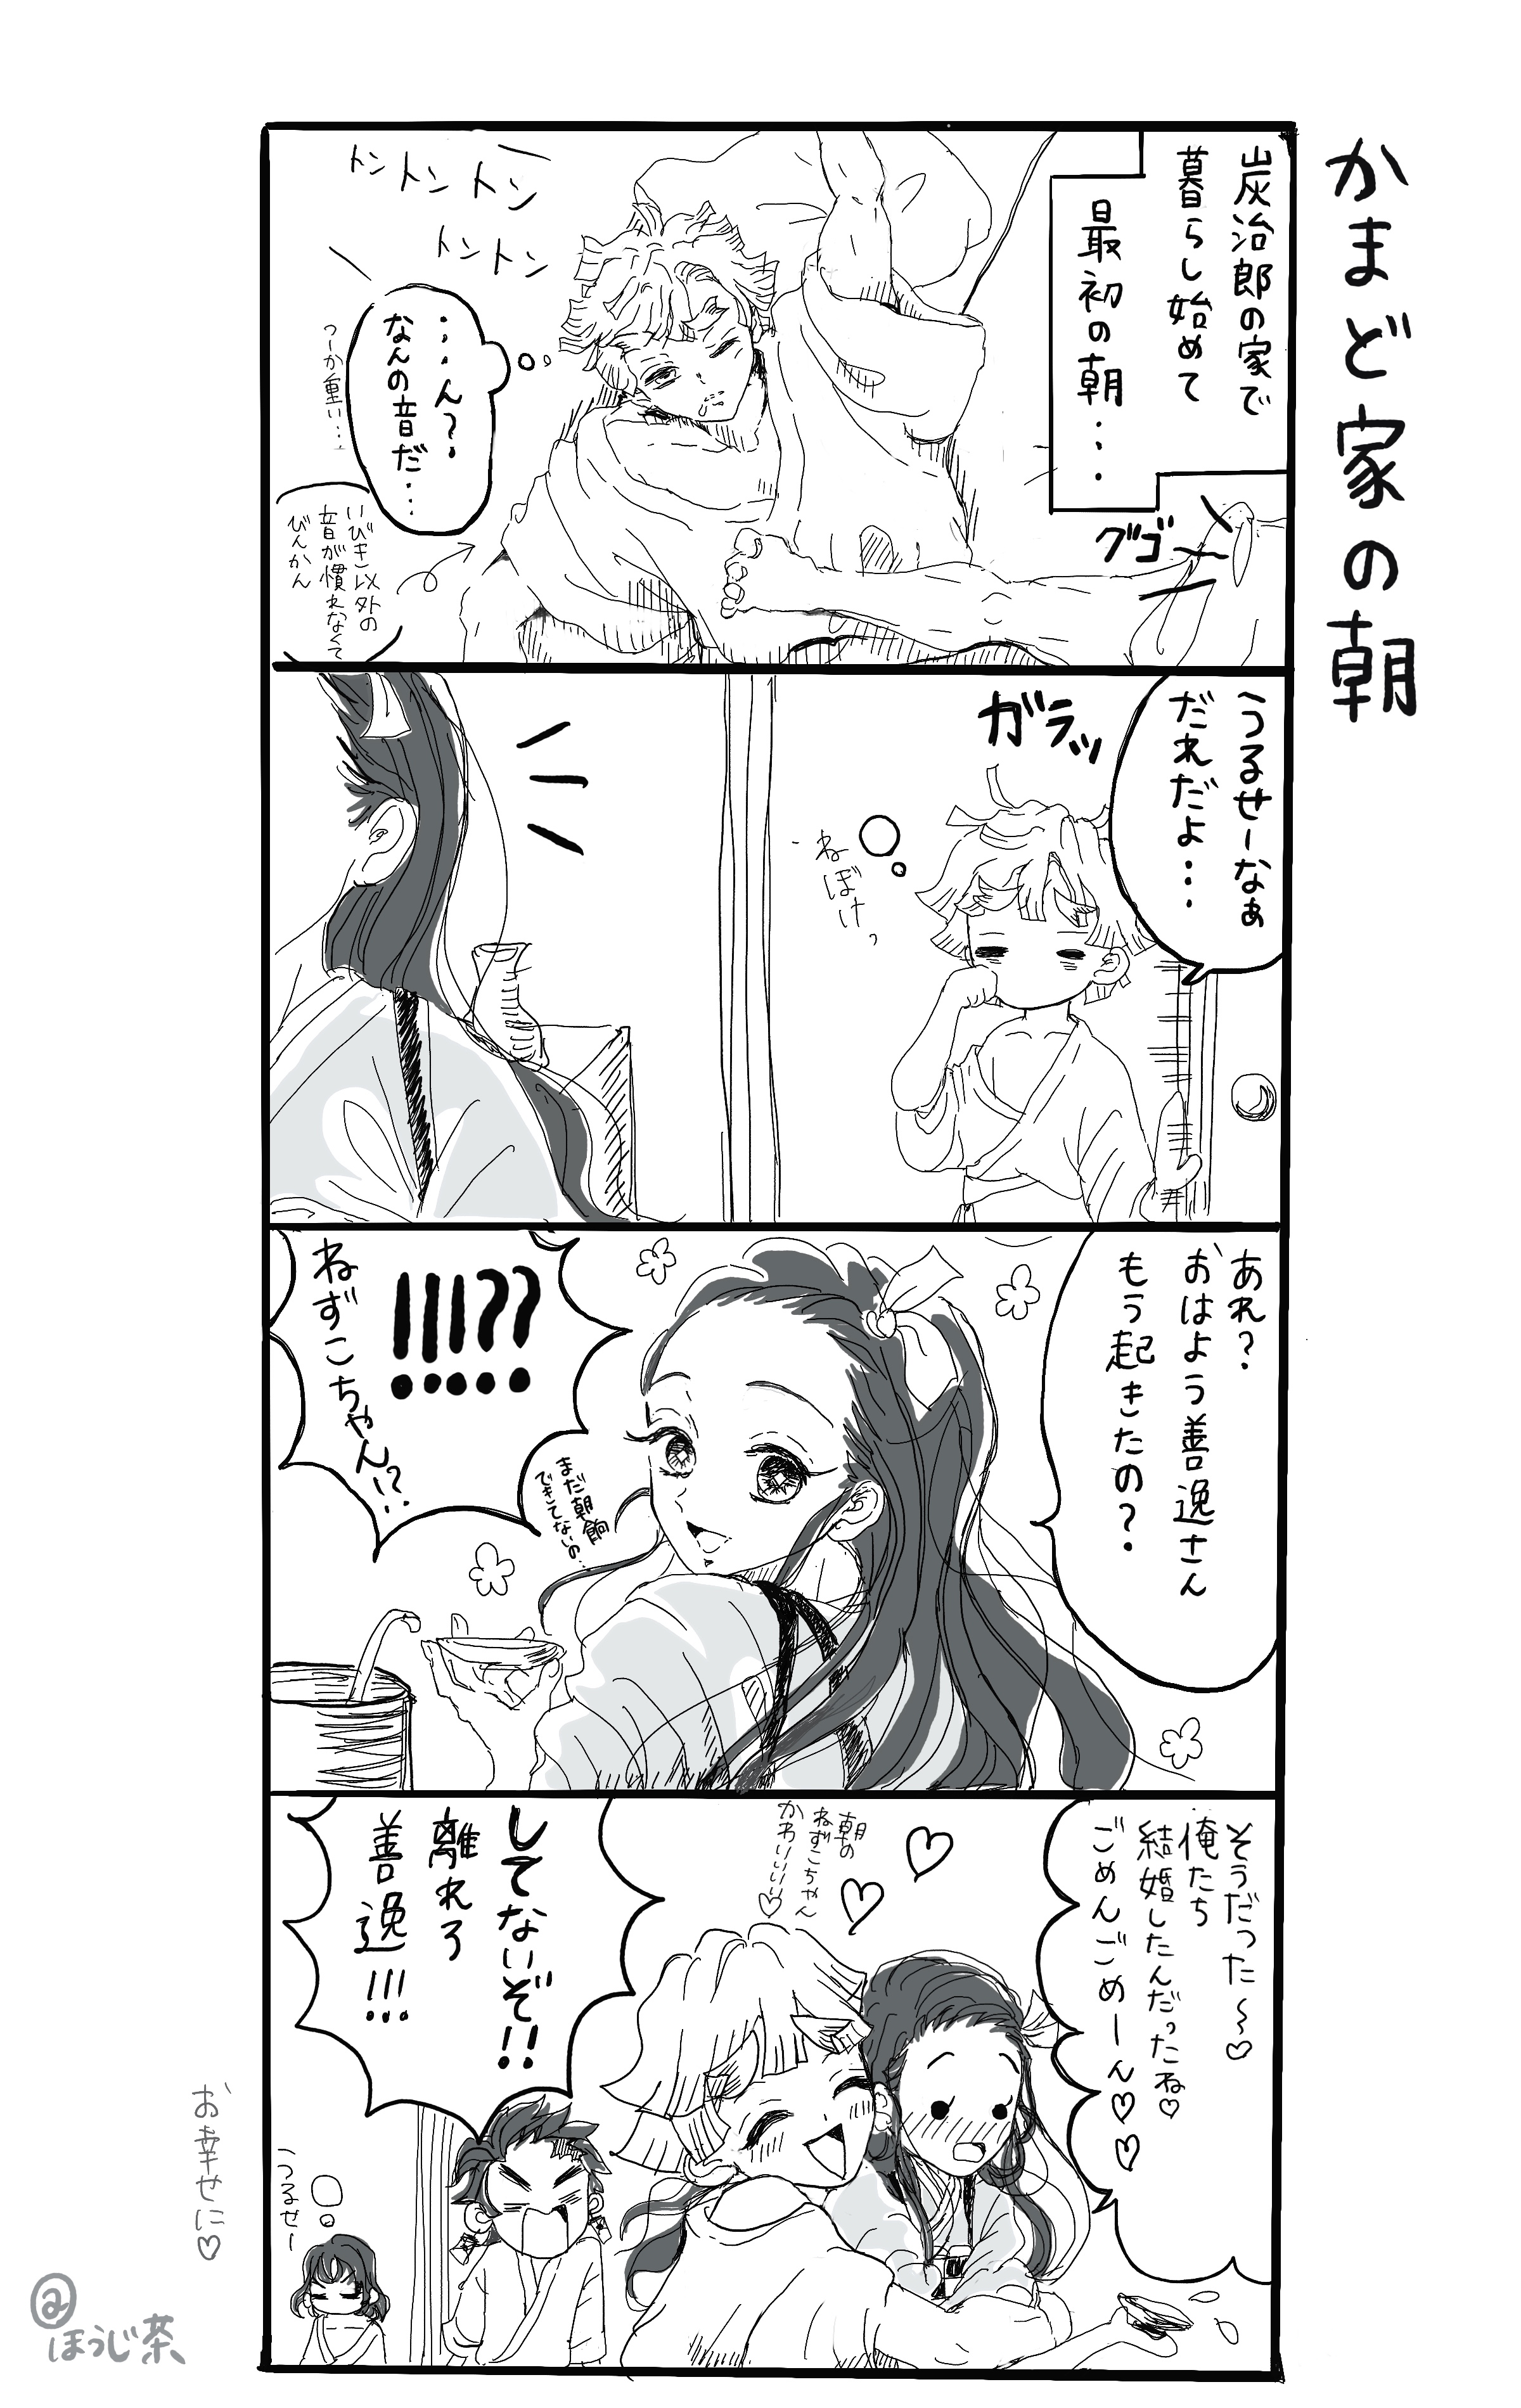 かまど家の朝
炭治郎の家で
暮らし始めて
最初の朝・・・
グゴー
トントントン
トントン
・・・ん?
なんの音だ・・・
つーか重い・・・
いびき以外の
音が慣れなくて
びんかん
うるせーなぁ
だれだよ・・・
ガラッ
ねぼけっ
あれ?
おはよう善逸さん
もう起きたの?
まだ朝餉
できてないの・・
!!!??
ねずこちゃん!?
そうだった〜♡
俺たち
結婚したんだったね♡
ごめんごめーん♡♡
朝の
ねずこちゃん
かわいいいい♡
してないぞ!!
離れろ
善逸!!!
うるせー
お幸せに♡
@ほうじ茶